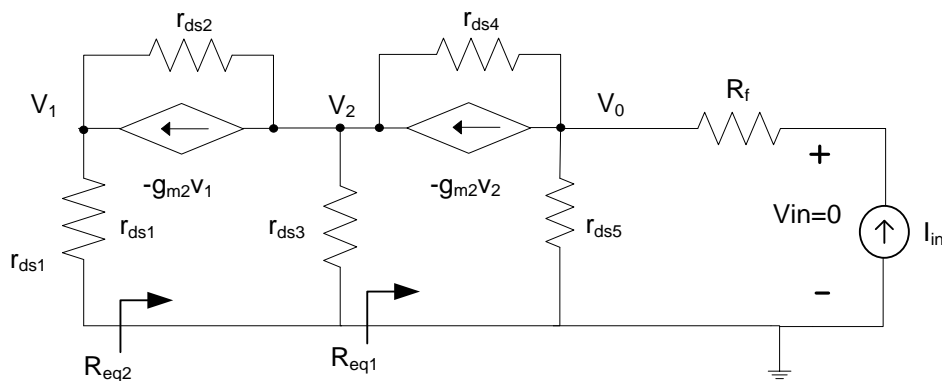 r_ds2
r_ds4
V_1
V_2
V_0
R_f
+
-g_m2v_1
-g_m2v_2
Vin=0
I_in
r_ds1
r_ds1
r_ds3
r_ds5
–
R_eq2
R_eq1